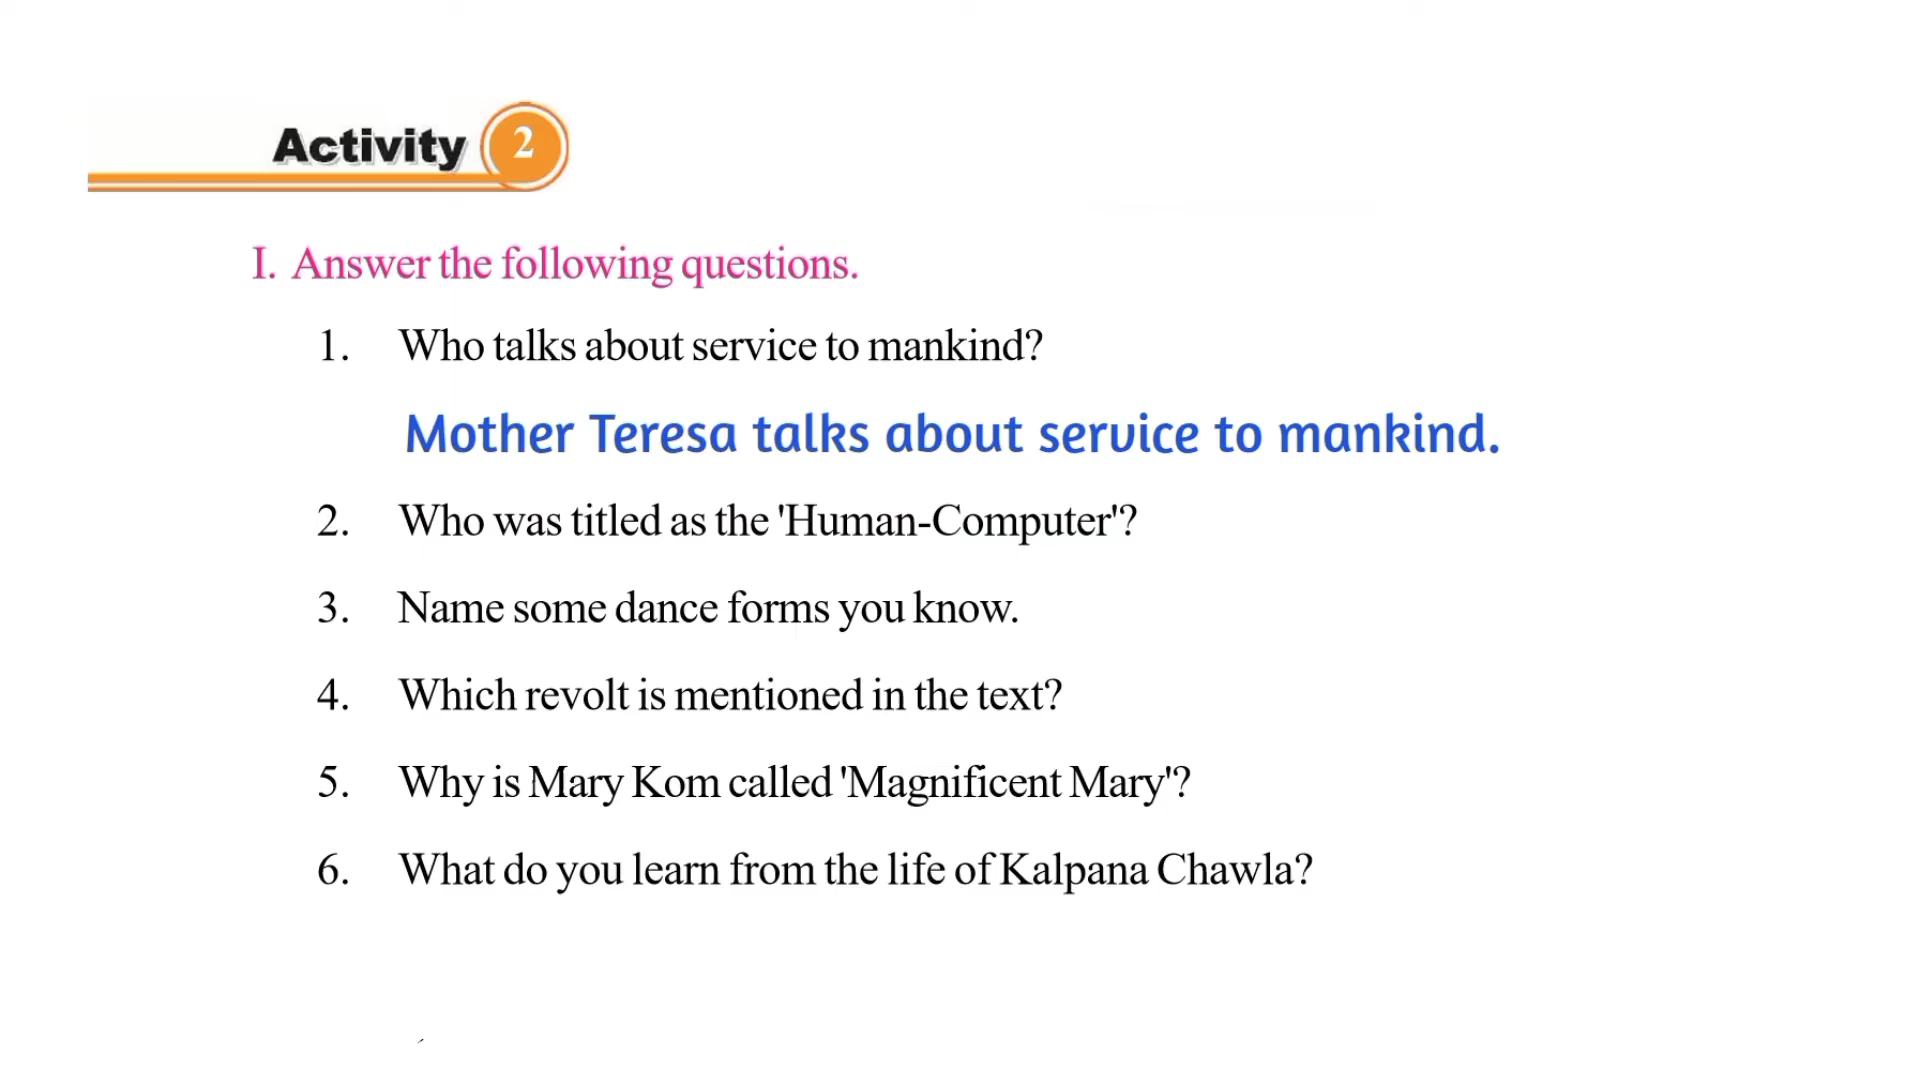 Activity 2
I. Answer the following questions.
1. Who talks about service to mankind?
Mother Teresa talks about service to mankind.
2. Who was titled as the 'Human-Computer'?
3. Name some dance forms you know.
4. Which revolt is mentioned in the text?
5. Why is Mary Kom called 'Magnificent Mary'?
6. What do you learn from the life of Kalpana Chawla?